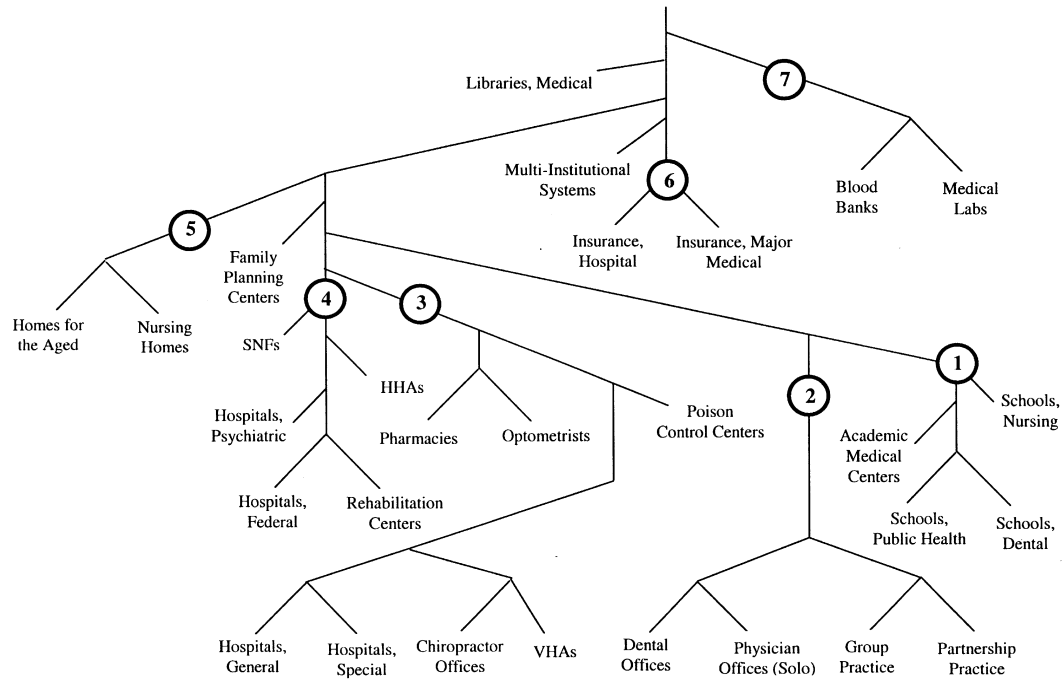 7
Libraries, Medical
Multi-Institutional
Systems
6
Blood
Banks
Medical
Labs
5
Insurance,
Hospital
Insurance, Major
Medical
Family
Planning
Centers
4
3
Homes for
the Aged
Nursing
Homes
SNFs
HHAs
1
2
Schools,
Nursing
Hospitals,
Psychiatric
Pharmacies
Optometrists
Poison
Control Centers
Academic
Medical
Centers
Hospitals,
Federal
Rehabilitation
Centers
Schools,
Public Health
Schools,
Dental
Hospitals,
General
Hospitals,
Special
Chiropractor
Offices
VHAs
Dental
Offices
Physician
Offices (Solo)
Group
Practice
Partnership
Practice